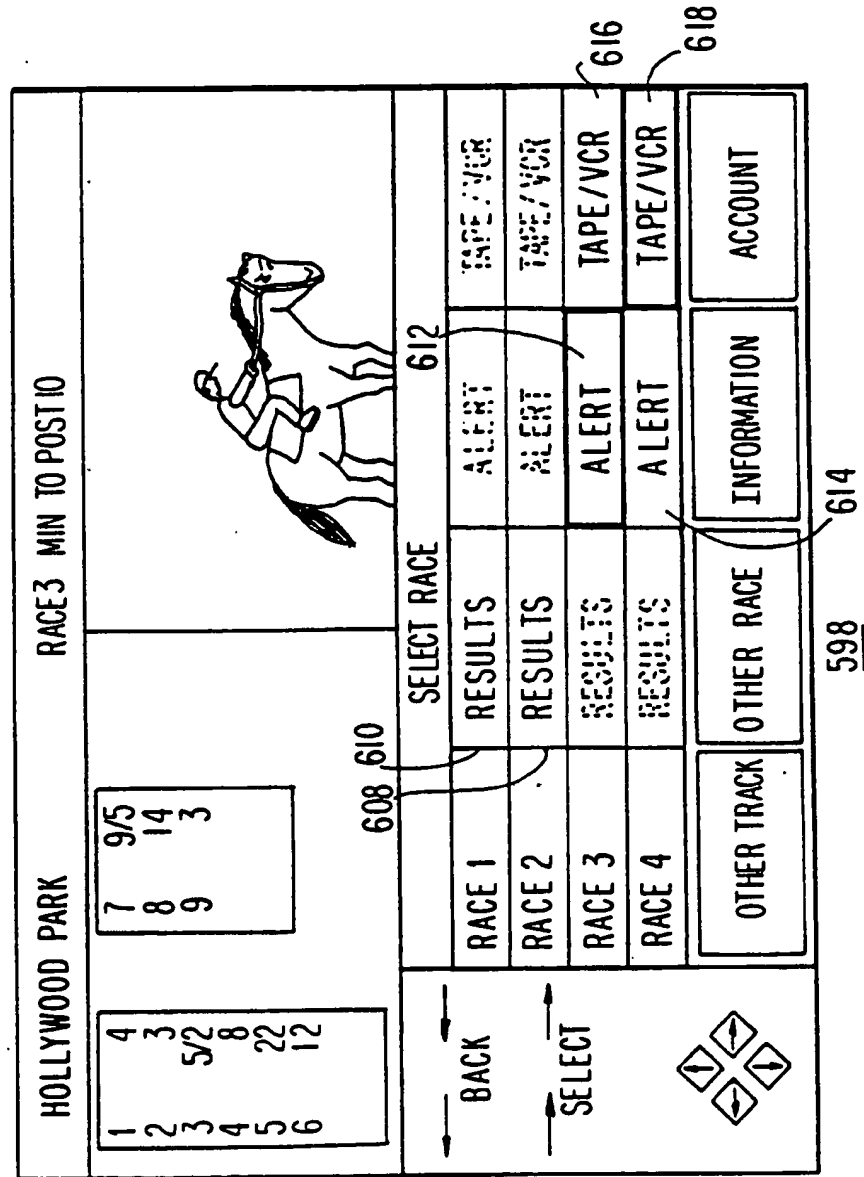 HOLLYWOOD PARK RACE3 MIN TO POST 10
1 4
2 3
3 5/2
4 8
5 22
6 12
7 9/5
8 14
9 3
BACK
SELECT
SELECT RACE
RACE 1 RESULTS ALERT TAPE/VCR
RACE 2 RESULTS ALERT TAPE/VCR
RACE 3 RESULTS ALERT TAPE/VCR
RACE 4 RESULTS ALERT TAPE/VCR
OTHER TRACK OTHER RACE INFORMATION ACCOUNT
608
610
612
614
616
618
598